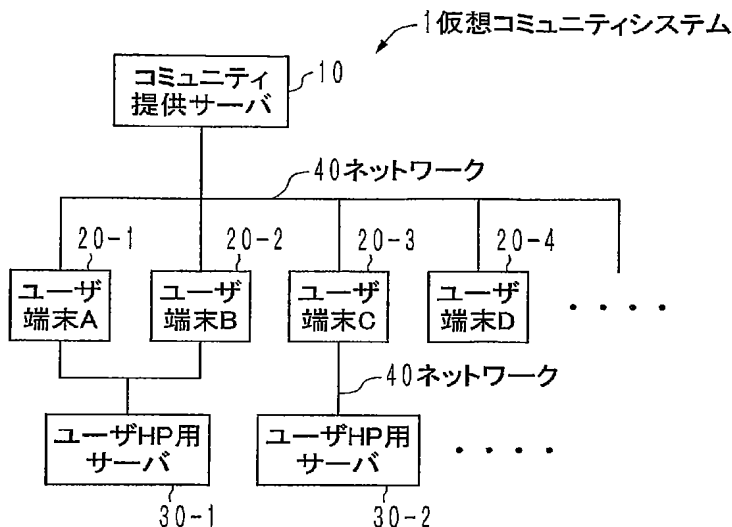 1仮想コミュニティシステム
コミュニティ
提供サーバ
10
40ネットワーク
20-1
20-2
20-3
20-4
ユーザ
端末A
ユーザ
端末B
ユーザ
端末C
ユーザ
端末D
・・・・
40ネットワーク
ユーザHP用
サーバ
ユーザHP用
サーバ
・・・・
30-1
30-2